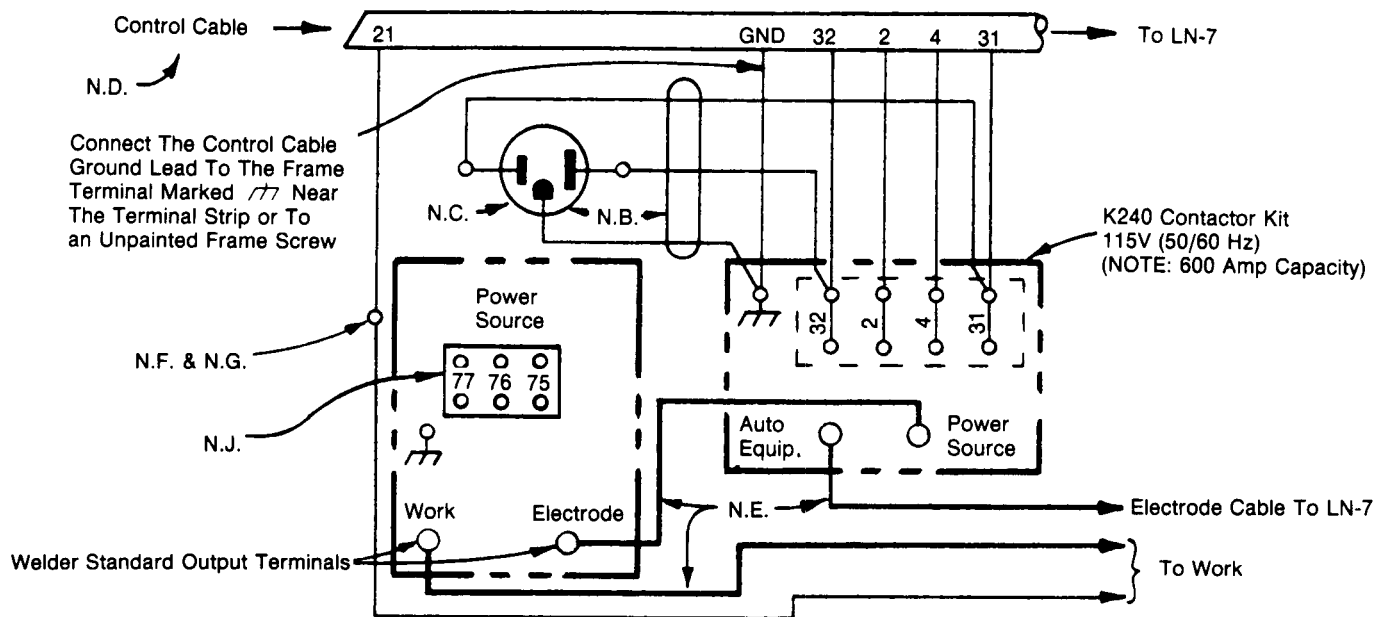 Control Cable
21 GND 32 2 4 31
To LN-7
N.D.
Connect The Control Cable
Ground Lead To The Frame
Terminal Marked Near
The Terminal Strip or To
an Unpainted Frame Screw
N.C.
N.B.
K240 Contactor Kit
115V (50/60 Hz)
(NOTE: 600 Amp Capacity)
Power
Source
32 2 4 31
N.F. & N.G.
77 76 75
N.J.
Auto
Equip.
Power
Source
Work
Electrode
N.E.
Electrode Cable To LN-7
Welder Standard Output Terminals
To Work